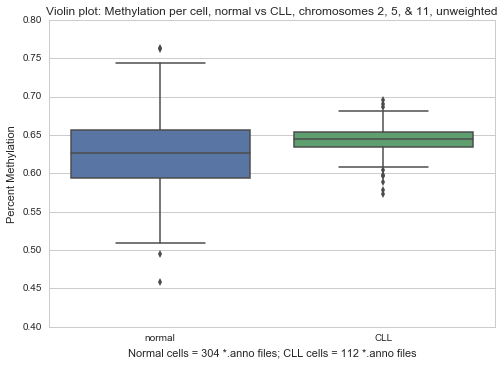 Violin plot: Methylation per cell, normal vs CLL, chromosomes 2, 5, & 11, unweighted
0.80
0.75
0.70
0.65
0.60
0.55
0.50
0.45
0.40
Percent Methylation
normal CLL
Normal cells = 304 *.anno files; CLL cells = 112 *.anno files